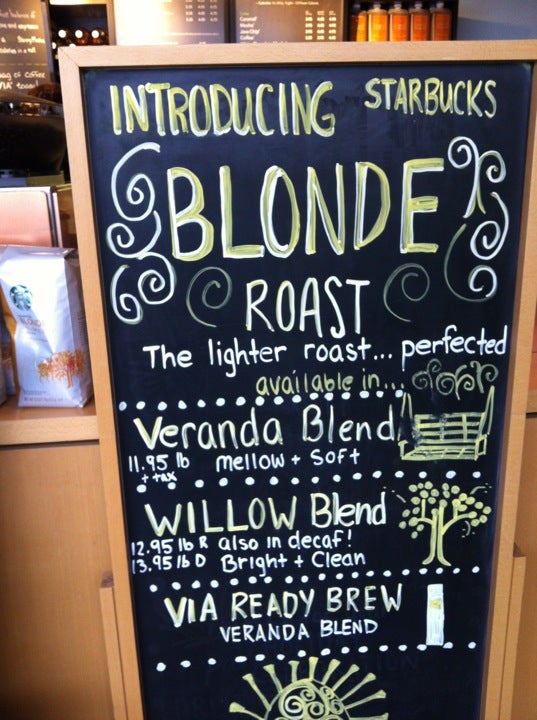 INTRODUCING STARBUCKS
BLONDE
ROAST
The lighter roast... perfected
available in...
Veranda Blend
11.95 lb mellow + Soft
+ tax
WILLOW Blend
12.95 lb R also in decaf!
13.95 lb D Bright + Clean
VIA READY BREW
VERANDA BLEND